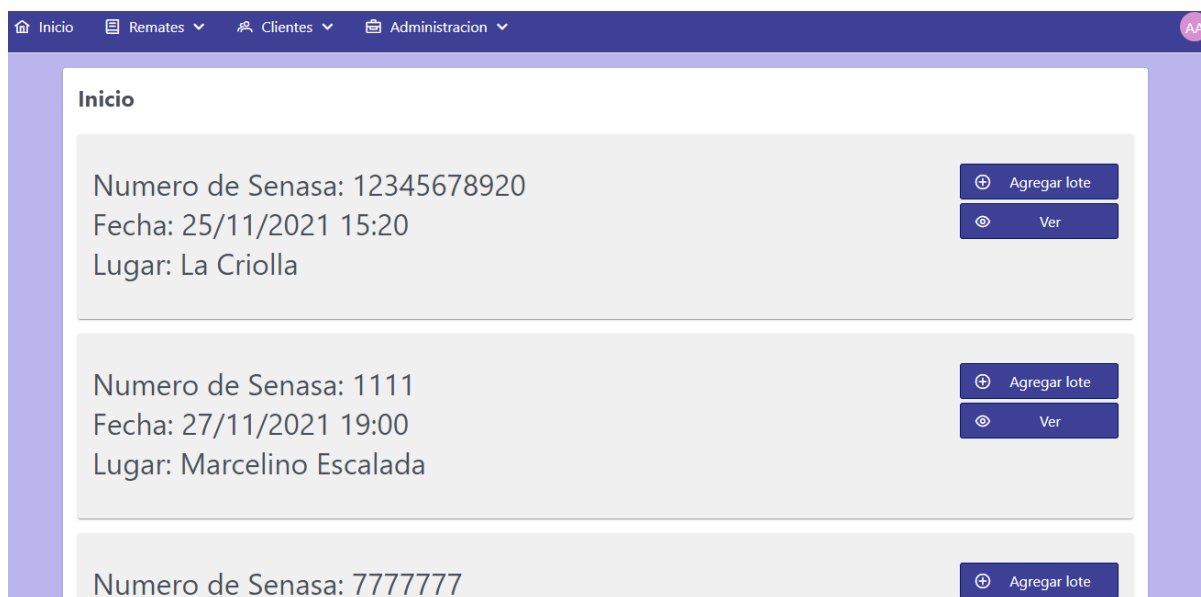 Inicio Remates Clientes Administracion AA
Inicio
Numero de Senasa: 12345678920
Agregar lote
Fecha: 25/11/2021 15:20
Ver
Lugar: La Criolla
Numero de Senasa: 1111
Agregar lote
Fecha: 27/11/2021 19:00
Ver
Lugar: Marcelino Escalada
Numero de Senasa: 7777777
Agregar lote